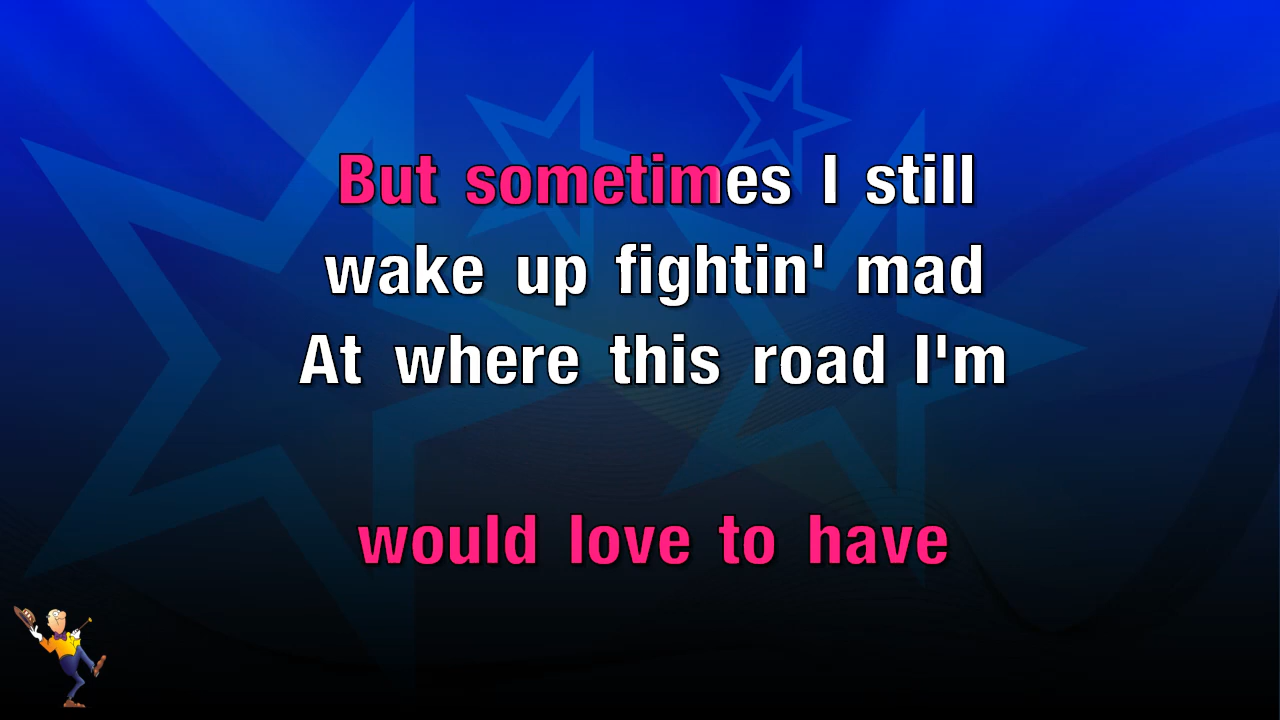 But sometimes I still
wake up fightin' mad
At where this road I'm
would love to have